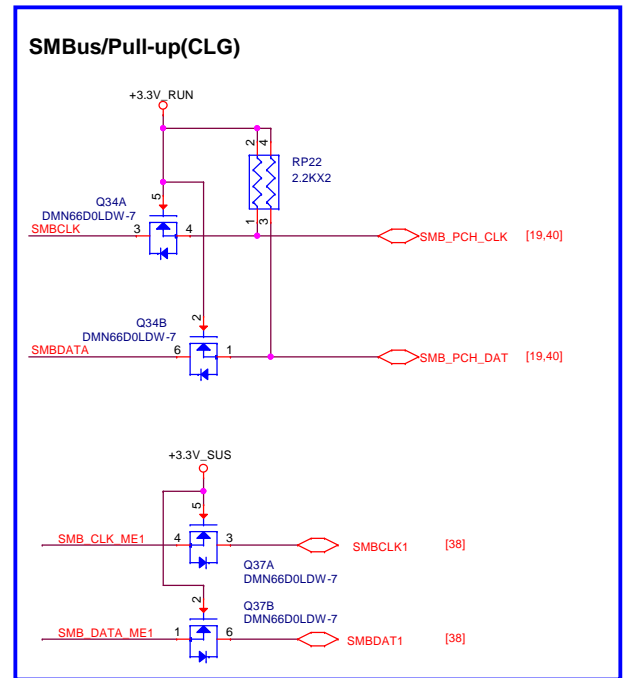 SMBus/Pull-up(CLG)
+3.3V_RUN
2 4
RP22
2.2KX2
5
Q34A
DMN66D0LDW-7
1 3
SMBCLK 3 4 SMB_PCH_CLK [19,40]
2
Q34B
DMN66D0LDW-7
SMBDATA 6 1 SMB_PCH_DAT [19,40]
+3.3V_SUS
5
SMB_CLK_ME1 4 3 SMBCLK1 [38]
Q37A
DMN66D0LDW-7
2
Q37B
DMN66D0LDW-7
SMB_DATA_ME1 1 6 SMBDAT1 [38]